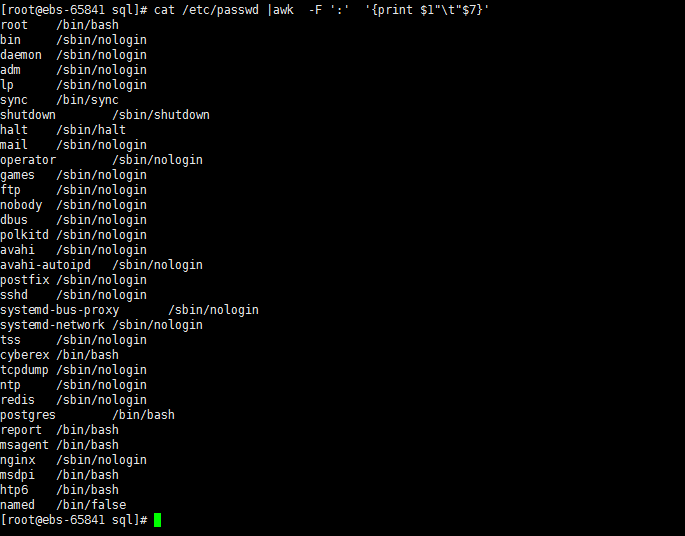 [root@ebs-65841 sql]# cat /etc/passwd |awk  -F ':'  '{print $1"\t"$7}'
root    /bin/bash
bin     /sbin/nologin
daemon  /sbin/nologin
adm     /sbin/nologin
lp      /sbin/nologin
sync    /bin/sync
shutdown        /sbin/shutdown
halt    /sbin/halt
mail    /sbin/nologin
operator        /sbin/nologin
games   /sbin/nologin
ftp     /sbin/nologin
nobody  /sbin/nologin
dbus    /sbin/nologin
polkitd /sbin/nologin
avahi   /sbin/nologin
avahi-autoipd   /sbin/nologin
postfix /sbin/nologin
sshd    /sbin/nologin
systemd-bus-proxy       /sbin/nologin
systemd-network /sbin/nologin
tss     /sbin/nologin
cyberex /bin/bash
tcpdump /sbin/nologin
ntp     /sbin/nologin
redis   /sbin/nologin
postgres        /bin/bash
report  /bin/bash
msagent /bin/bash
nginx   /sbin/nologin
msdpi   /bin/bash
htp6    /bin/bash
named   /bin/false
[root@ebs-65841 sql]#